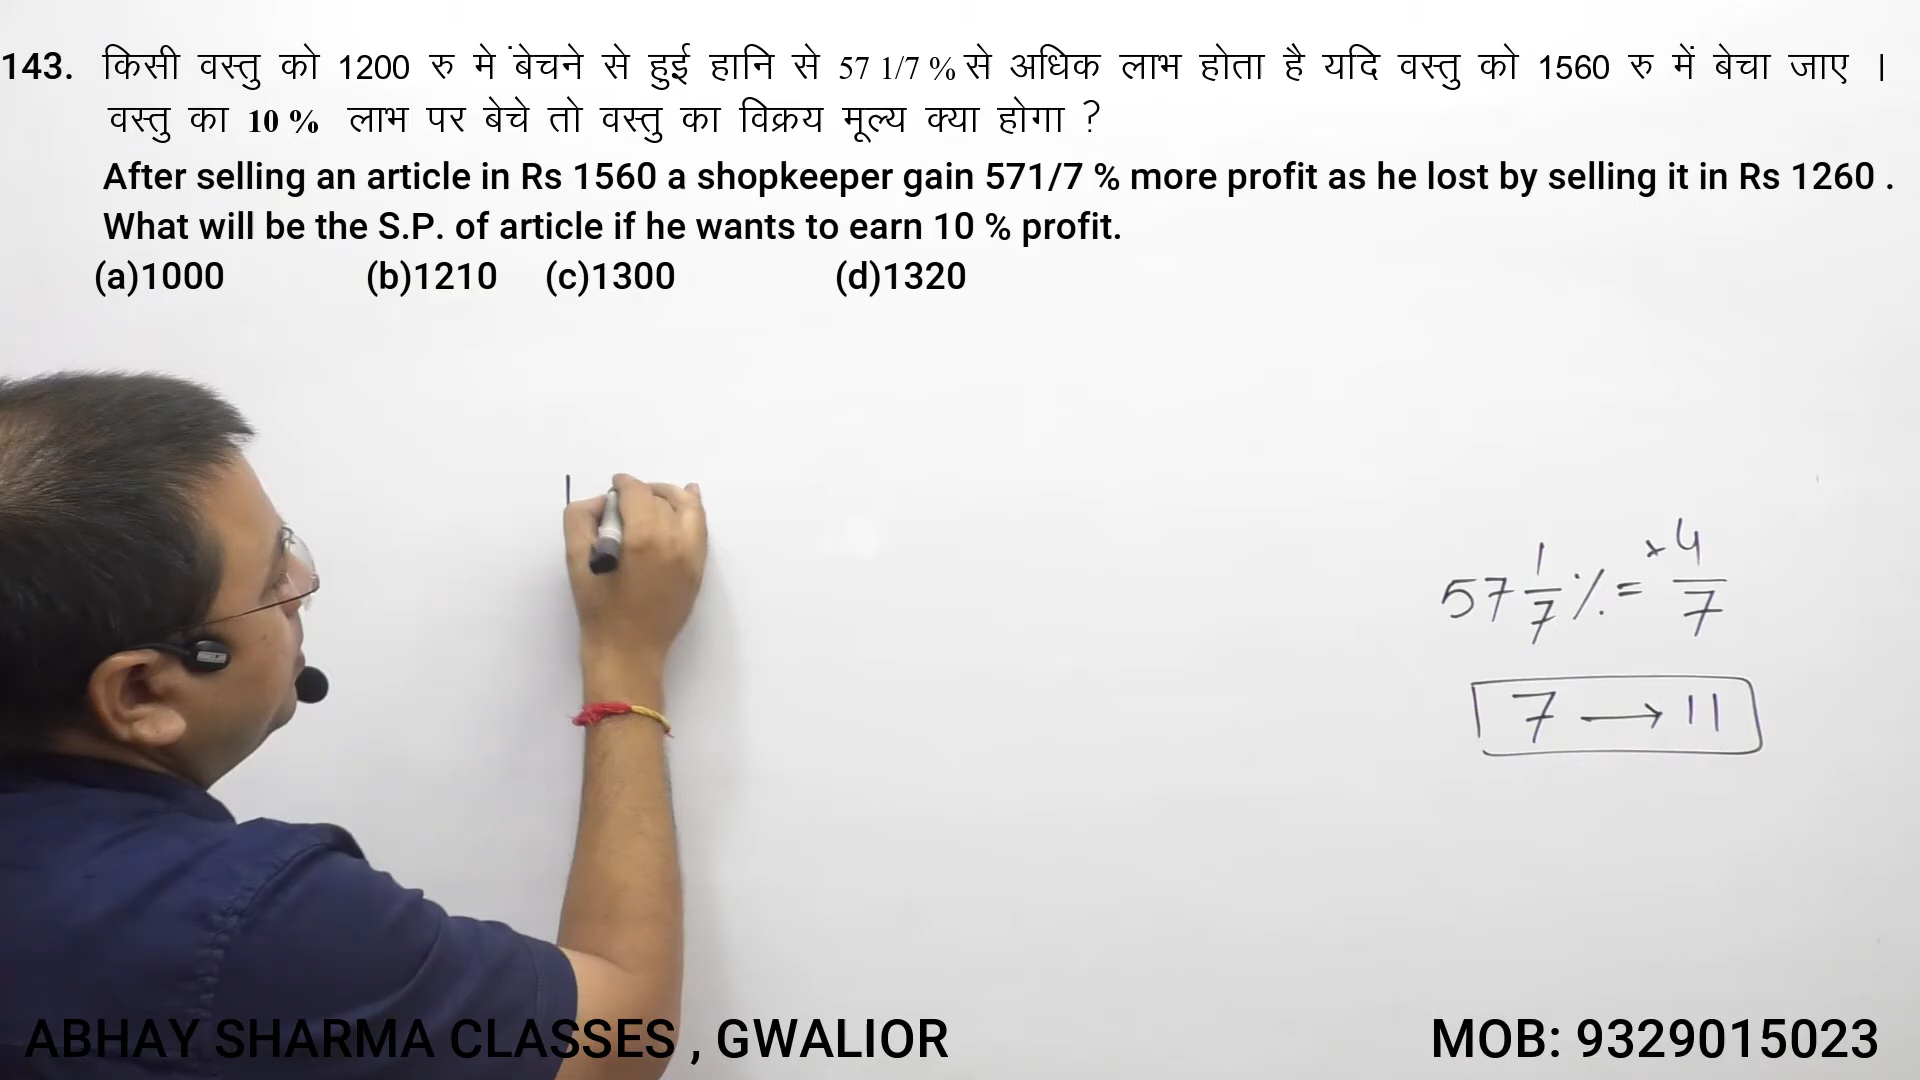 143. किसी वस्तु को 1200 रु मे बेंचने से हुई हानि से 57 1/7 % से अधिक लाभ होता है यदि वस्तु को 1560 रु में बेचा जाए ।
वस्तु का 10 % लाभ पर बेचे तो वस्तु का विक्रय मूल्य क्या होगा ?
After selling an article in Rs 1560 a shopkeeper gain 571/7 % more profit as he lost by selling it in Rs 1260 .
What will be the S.P. of article if he wants to earn 10 % profit.
(a)1000 (b)1210 (c)1300 (d)1320
57 1/7 % = +4/7
7 → 11
ABHAY SHARMA CLASSES , GWALIOR MOB: 9329015023